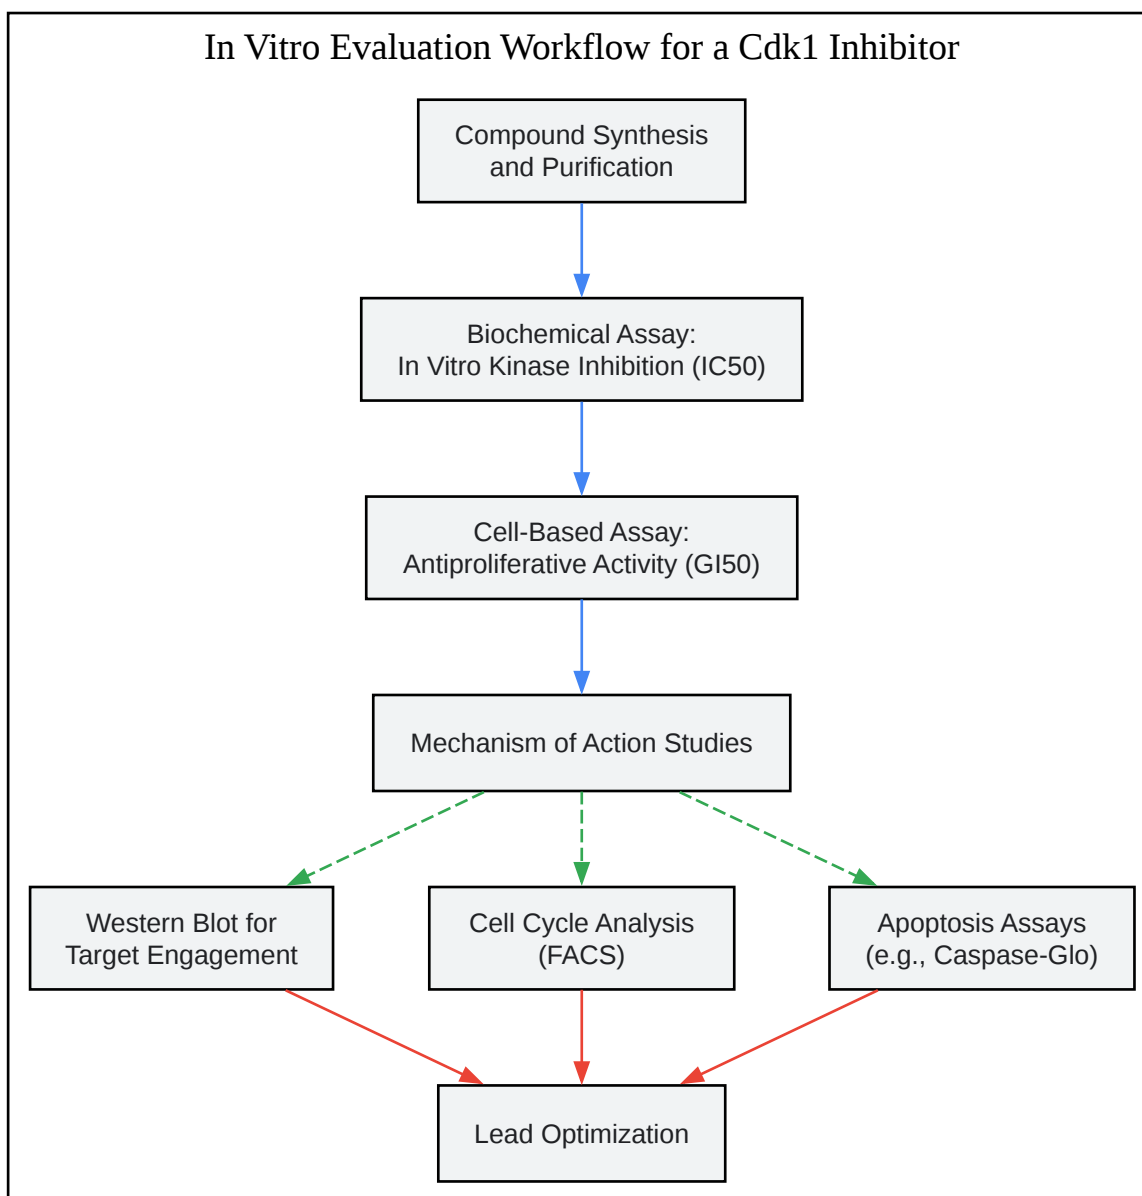 In Vitro Evaluation Workflow for a Cdk1 Inhibitor
Compound Synthesis
and Purification
Biochemical Assay:
In Vitro Kinase Inhibition (IC50)
Cell-Based Assay:
Antiproliferative Activity (GI50)
Mechanism of Action Studies
Western Blot for
Target Engagement
Cell Cycle Analysis
(FACS)
Apoptosis Assays
(e.g., Caspase-Glo)
Lead Optimization